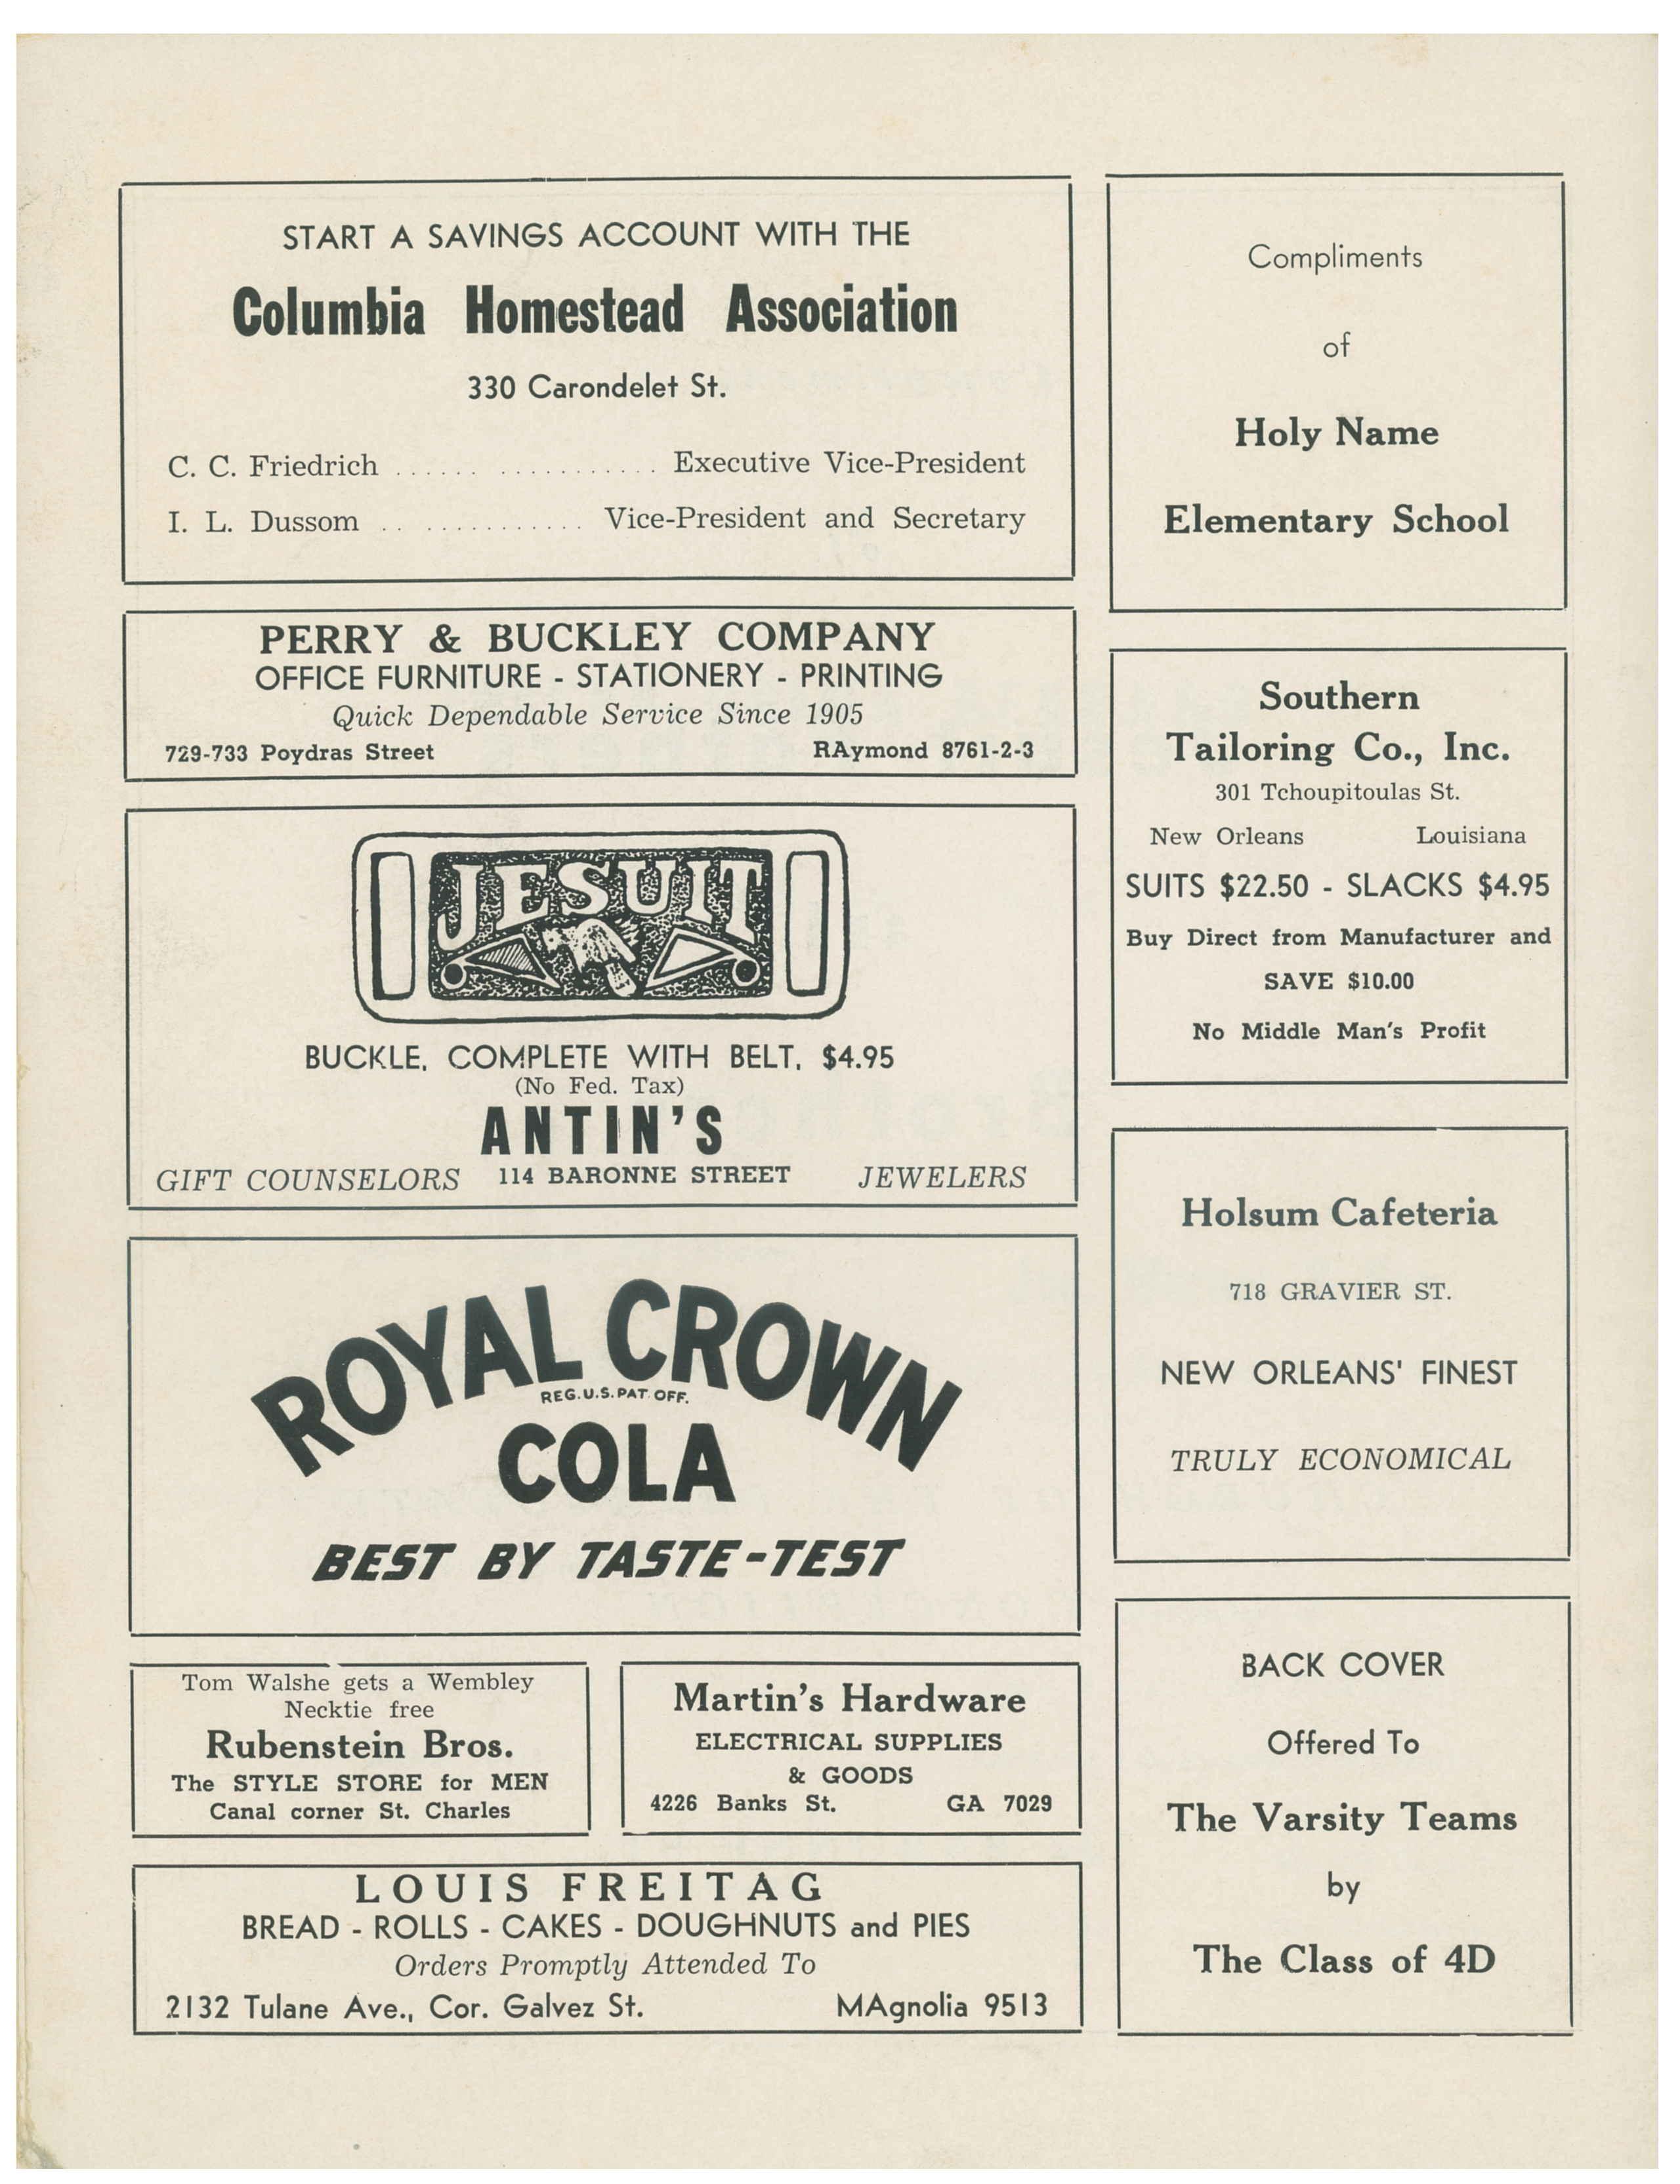 START A SAVINGS ACCOUNT WITH THE
Columbia Homestead Association
330 Carondelet St.
C. C. Friedrich ...... ........... Executive Vice-President
I. L. Dussom .. ............ Vice-President and Secretary
PERRY & BUCKLEY COMPANY
OFFICE FURNITURE - STATIONERY - PRINTING
Quick Dependable Service Since 1905
729-733 Poydras Street RAymond 8761-2-3
JESUIT
BUCKLE, COMPLETE WITH BELT, $4.95
(No Fed. Tax)
ANTIN'S
GIFT COUNSELORS 114 BARONNE STREET JEWELERS
ROYAL CROWN
REG. U.S. PAT. OFF.
COLA
BEST BY TASTE-TEST
Tom Walshe gets a Wembley
Necktie free
Rubenstein Bros.
The STYLE STORE for MEN
Canal corner St. Charles
Martin's Hardware
ELECTRICAL SUPPLIES
& GOODS
4226 Banks St. GA 7029
LOUIS FREITAG
BREAD - ROLLS - CAKES - DOUGHNUTS and PIES
Orders Promptly Attended To
2132 Tulane Ave., Cor. Galvez St. MAgnolia 9513
Compliments
of
Holy Name
Elementary School
Southern
Tailoring Co., Inc.
301 Tchoupitoulas St.
New Orleans Louisiana
SUITS $22.50 - SLACKS $4.95
Buy Direct from Manufacturer and
SAVE $10.00
No Middle Man's Profit
Holsum Cafeteria
718 GRAVIER ST.
NEW ORLEANS' FINEST
TRULY ECONOMICAL
BACK COVER
Offered To
The Varsity Teams
by
The Class of 4D